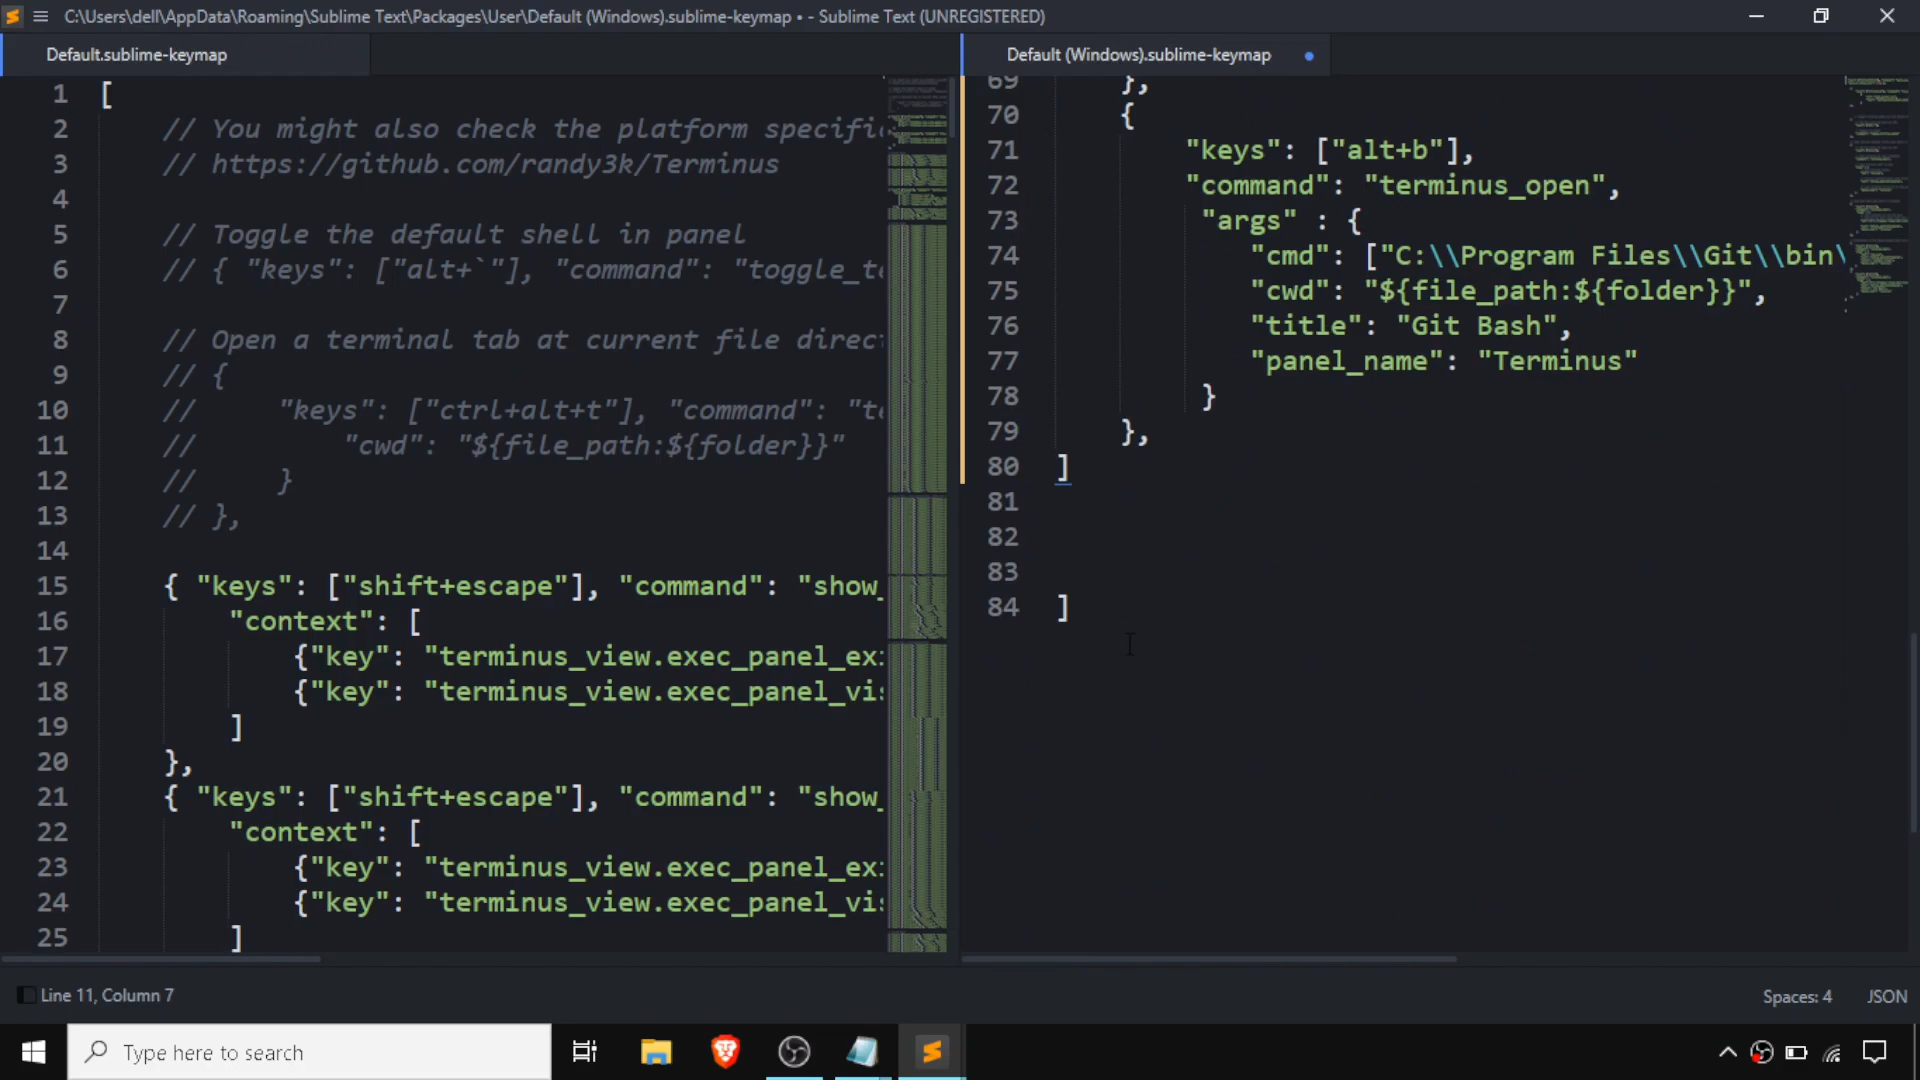 C:\Users\dell\AppData\Roaming\Sublime Text\Packages\User\Default (Windows).sublime-keymap • - Sublime Text (UNREGISTERED)
Default.sublime-keymap
1 [
2 // You might also check the platform specific
3 // https://github.com/randy3k/Terminus
4
5 // Toggle the default shell in panel
6 // { "keys": ["alt+`"], "command": "toggle_te
7
8 // Open a terminal tab at current file direct
9 // {
10 // "keys": ["ctrl+alt+t"], "command": "te
11 // "cwd": "${file_path:${folder}}"
12 // }
13 // },
14
15 { "keys": ["shift+escape"], "command": "show_
16 "context": [
17 {"key": "terminus_view.exec_panel_ex
18 {"key": "terminus_view.exec_panel_vis
19 ]
20 },
21 { "keys": ["shift+escape"], "command": "show_
22 "context": [
23 {"key": "terminus_view.exec_panel_ex
24 {"key": "terminus_view.exec_panel_vis
25 ]
Default (Windows).sublime-keymap
69 },
70 {
71 "keys": ["alt+b"],
72 "command": "terminus_open",
73 "args" : {
74 "cmd": ["C:\\Program Files\\Git\\bin\
75 "cwd": "${file_path:${folder}}",
76 "title": "Git Bash",
77 "panel_name": "Terminus"
78 }
79 },
80 ]
81
82
83
84 ]
Line 11, Column 7
Spaces: 4
JSON
Type here to search